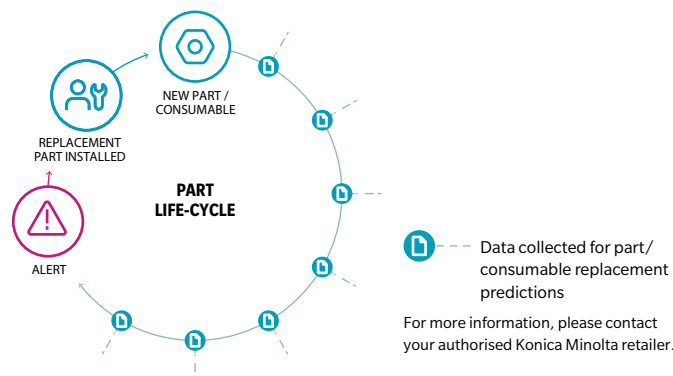 NEW PART /
CONSUMABLE
REPLACEMENT
PART INSTALLED
PART
LIFE-CYCLE
ALERT
Data collected for part/
consumable replacement
predictions
For more information, please contact
your authorised Konica Minolta retailer.